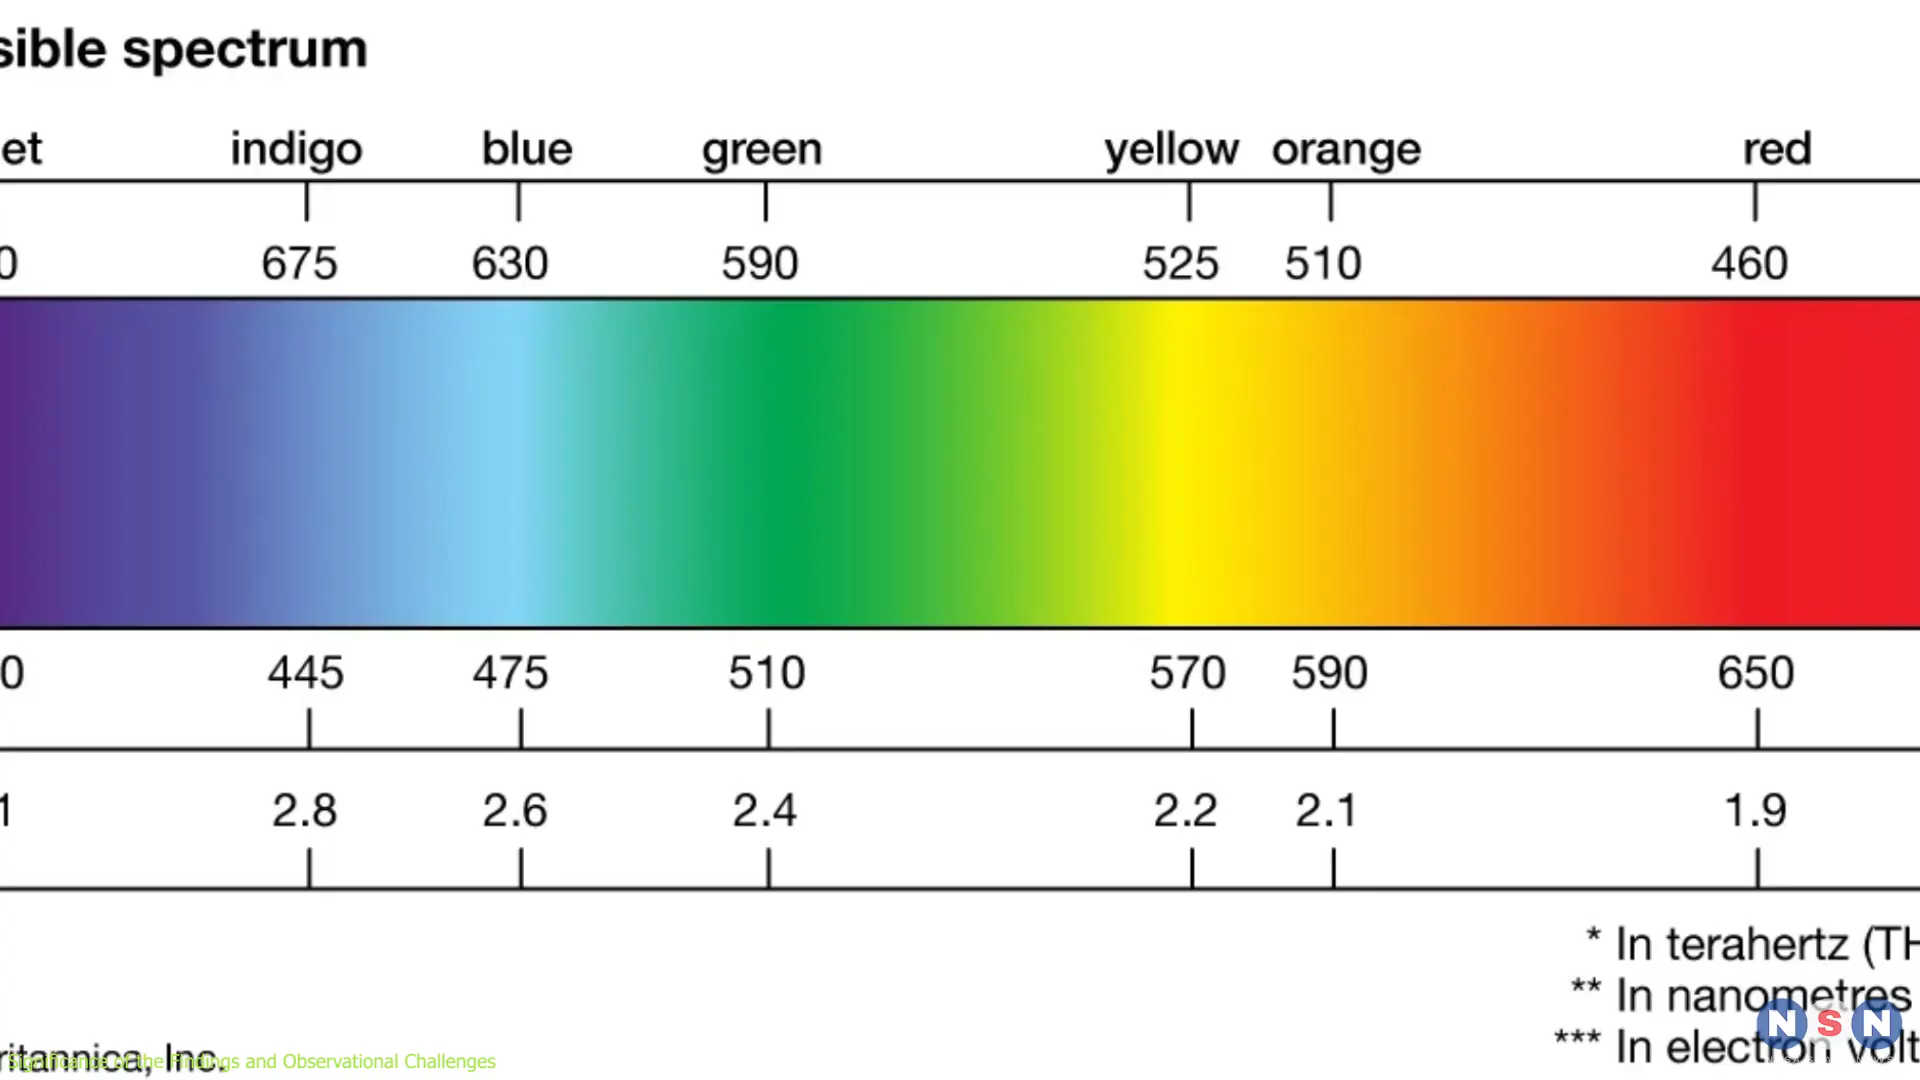 sible spectrum
et indigo blue green yellow orange red
0 675 630 590 525 510 460
0 445 475 510 570 590 650
1 2.8 2.6 2.4 2.2 2.1 1.9
* In terahertz (TH
** In nanometres
*** In electron volt
ritannica, Inc.
Significance of the Findings and Observational Challenges
NSN